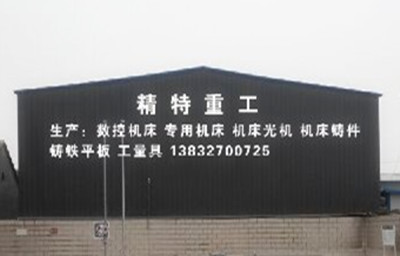 精特重工
生产：数控机床 专用机床 机床光机 机床铸件
铸铁平板 工量具 13832700725